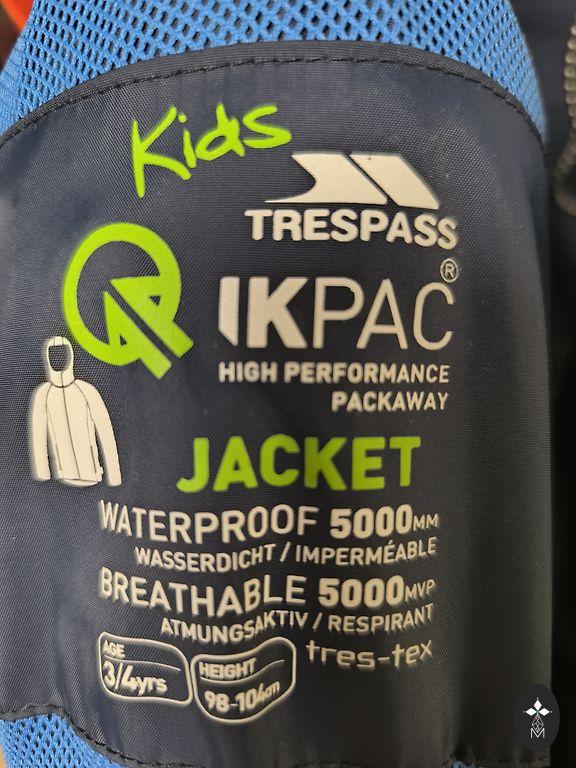 Kids
TRESPASS
IKPAC®
HIGH PERFORMANCE
PACKAWAY
JACKET
WATERPROOF 5000MM
WASSERDICHT / IMPERMÉABLE
BREATHABLE 5000MVP
ATMUNGSAKTIV / RESPIRANT
tres-tex
AGE
3/4yrs
HEIGHT
98-104cm